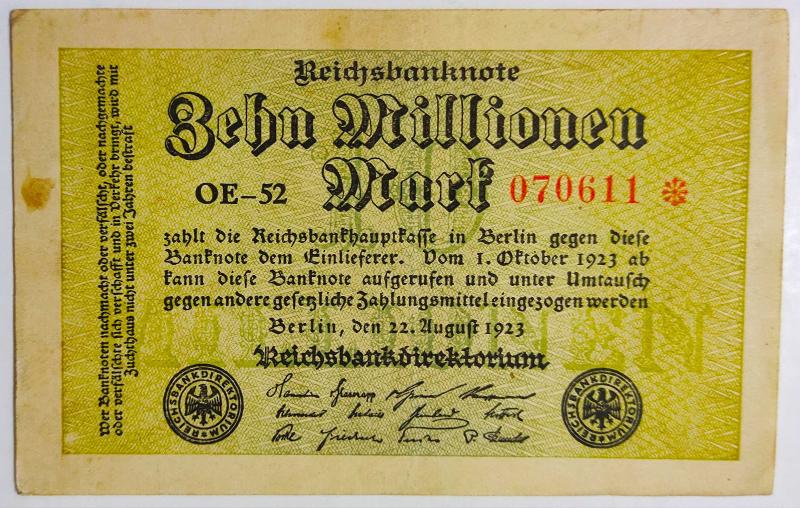 Reichsbanknote
Zehn Millionen
OE-52 Mark 070611 *
zahlt die Reichsbankhauptkasse in Berlin gegen diese
Banknote dem Einlieferer. Vom 1. Oktober 1923 ab
kann diese Banknote aufgerufen und unter Umtausch
gegen andere gesetzliche Zahlungsmittel eingezogen werden
Berlin, den 22. August 1923
Reichsbankdirektorium
REICHSBANKDIREKTORIUM
REICHSBANKDIREKTORIUM
Wer Banknoten nachmacht oder verfälscht, oder nachgemachte
oder verfälschte sich verschafft und in Verkehr bringt, wird mit
Zuchthaus nicht unter zwei Jahren bestraft